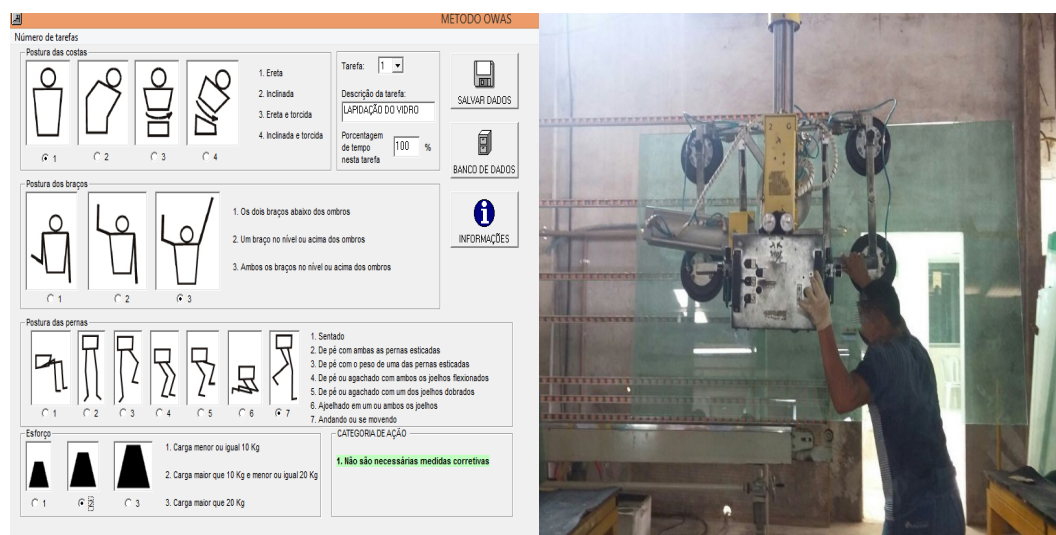 MÉTODO OWAS
Número de tarefas
Postura das costas
1. Ereta
2. Inclinada
3. Ereta e torcida
4. Inclinada e torcida
1 2 3 4
Tarefa: 1
Descrição da tarefa:
LAPIDAÇÃO DO VIDRO
Porcentagem
de tempo
nesta tarefa
100 %
SALVAR DADOS
BANCO DE DADOS
INFORMAÇÕES
Postura dos braços
1. Os dois braços abaixo dos ombros
2. Um braço no nível ou acima dos ombros
3. Ambos os braços no nível ou acima dos ombros
1 2 3
Postura das pernas
1. Sentado
2. De pé com ambas as pernas esticadas
3. De pé com o peso de uma das pernas esticadas
4. De pé ou agachado com ambos os joelhos flexionados
5. De pé ou agachado com um dos joelhos dobrados
6. Ajoelhado em um ou ambos os joelhos
7. Andando ou se movendo
1 2 3 4 5 6 7
Esforço
1. Carga menor ou igual 10 Kg
2. Carga maior que 10 Kg e menor ou igual 20 Kg
3. Carga maior que 20 Kg
1 2 3
CATEGORIA DE AÇÃO
1. Não são necessárias medidas corretivas